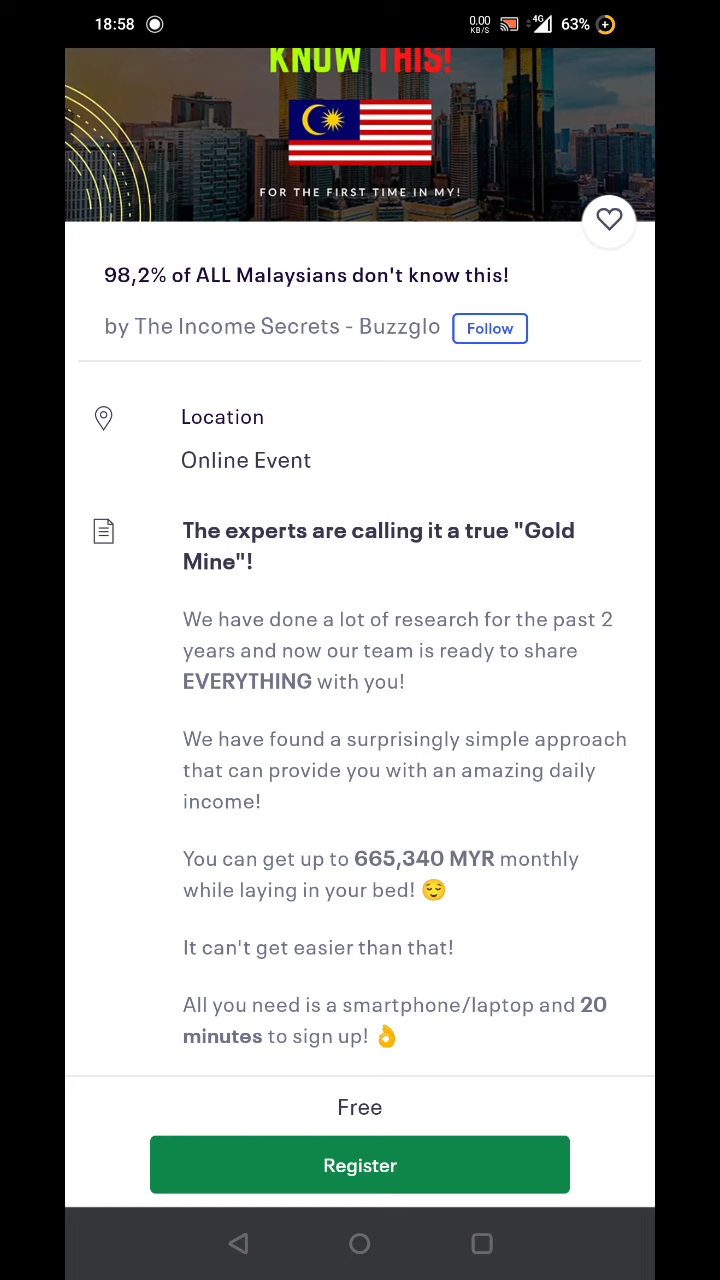 18:58
0.00
KB/S
4G
63%
KNOW THIS!
FOR THE FIRST TIME IN MY!
98,2% of ALL Malaysians don't know this!
by The Income Secrets - Buzzglo Follow
Location
Online Event
The experts are calling it a true "Gold
Mine"!
We have done a lot of research for the past 2
years and now our team is ready to share
EVERYTHING with you!
We have found a surprisingly simple approach
that can provide you with an amazing daily
income!
You can get up to 665,340 MYR monthly
while laying in your bed! 😌
It can't get easier than that!
All you need is a smartphone/laptop and 20
minutes to sign up! 👌
Free
Register